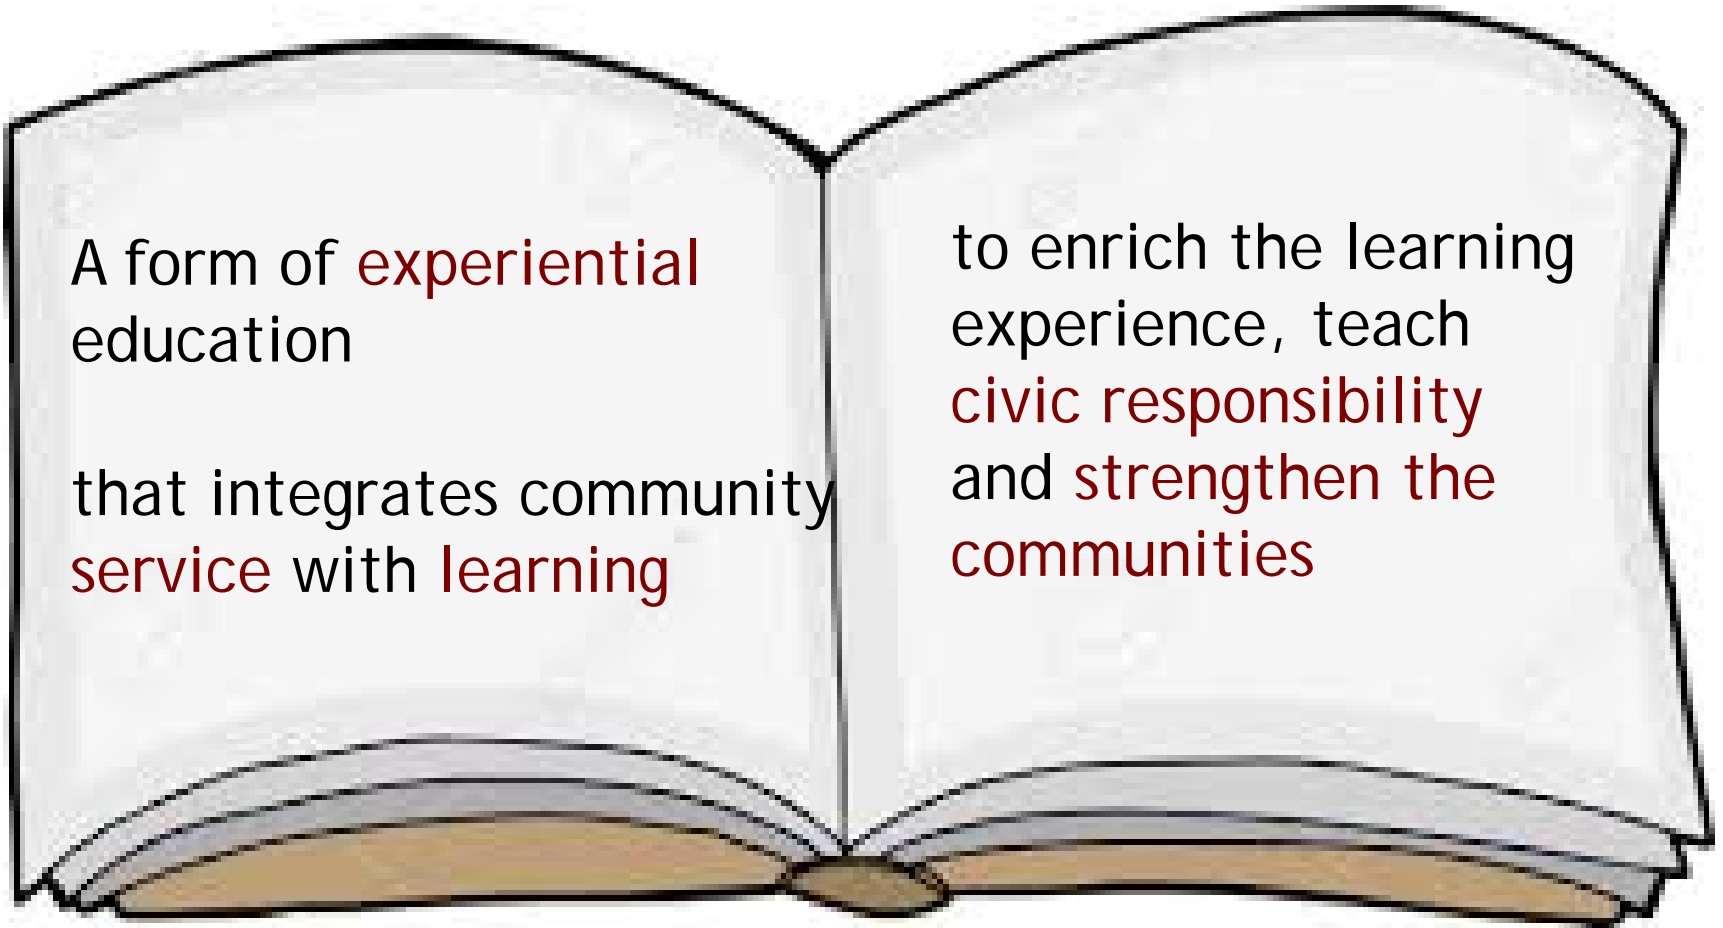 A form of experiential
education
that integrates community
service with learning
to enrich the learning
experience, teach
civic responsibility
and strengthen the
communities